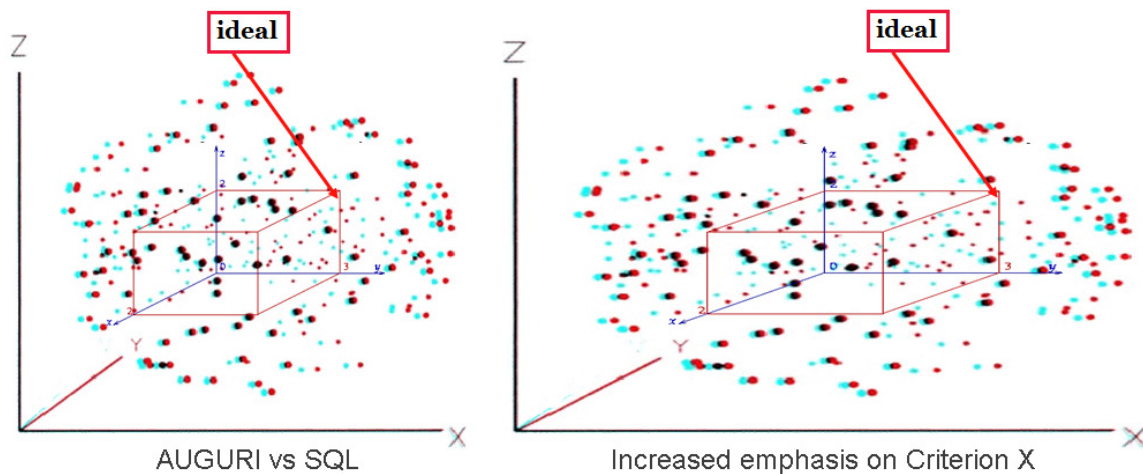 ideal
Z
z
2
0
3
y
2
x
Y
X
AUGURI vs SQL
ideal
Z
z
2
0
3
y
2
x
Y
X
Increased emphasis on Criterion X